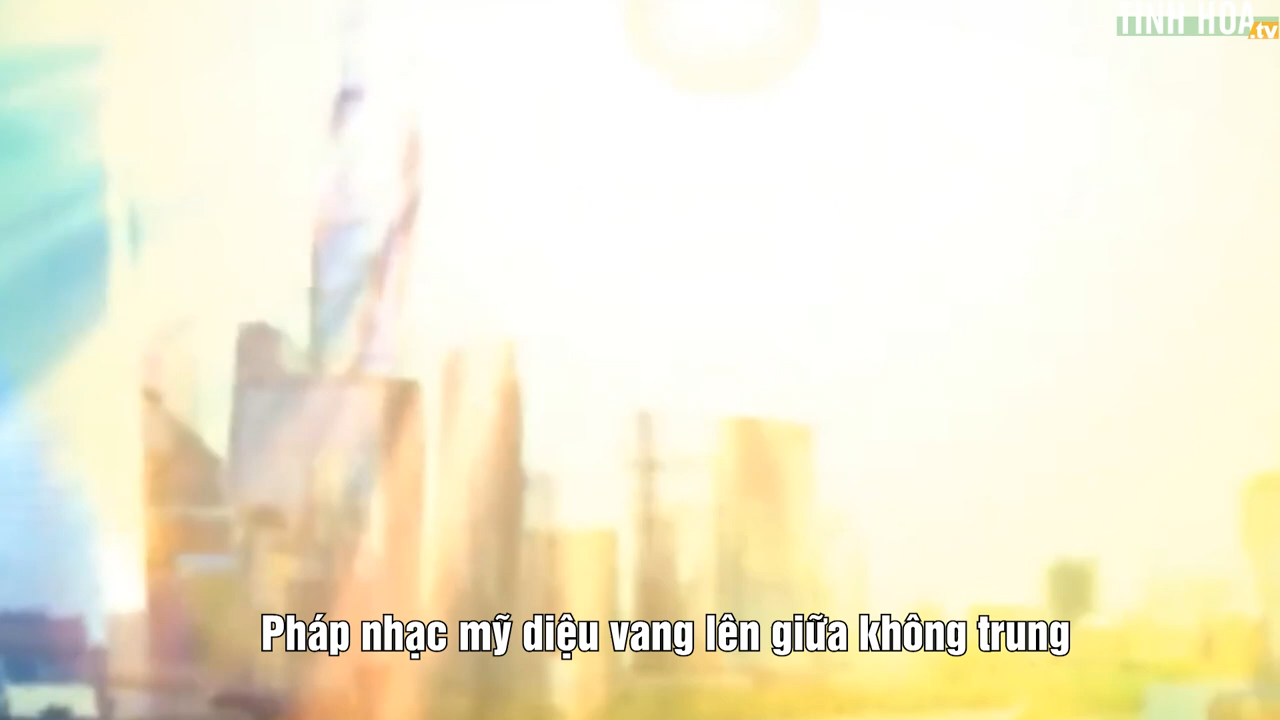 TINH HOA
.tv
Pháp nhạc mỹ diệu vang lên giữa không trung